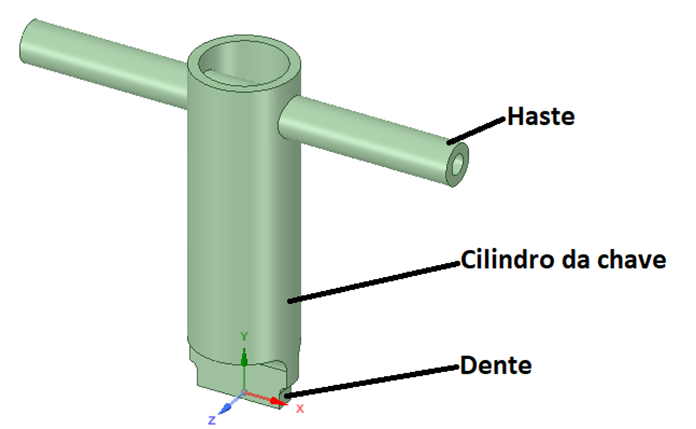 Haste
Cilindro da chave
Y
Dente
X
Z